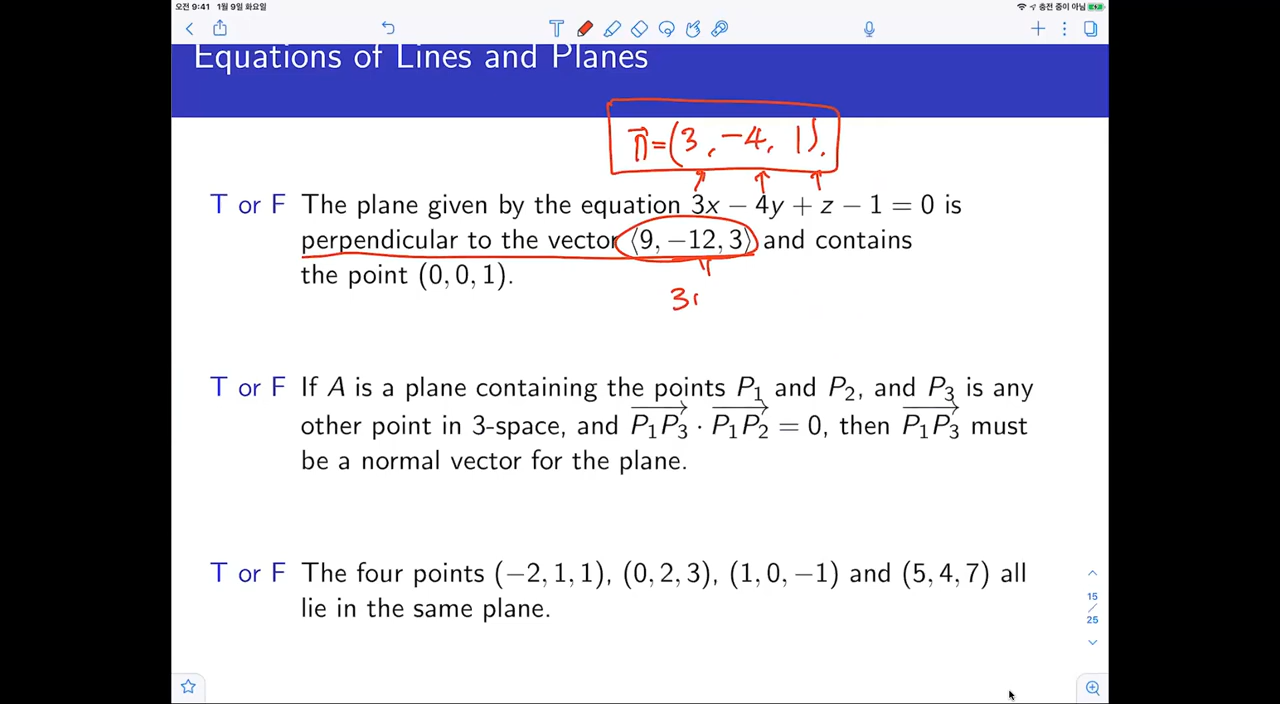 오전 9:41 1월 9일 화요일 충전 중이 아님
T
Equations of Lines and Planes
n⃗=(3, -4, 1).
T or F The plane given by the equation 3x − 4y + z − 1 = 0 is
perpendicular to the vector ⟨9, −12, 3⟩ and contains
the point (0, 0, 1).
3
T or F If A is a plane containing the points P₁ and P₂, and P₃ is any
other point in 3-space, and P₁P₃⃗ · P₁P₂⃗ = 0, then P₁P₃⃗ must
be a normal vector for the plane.
T or F The four points (−2, 1, 1), (0, 2, 3), (1, 0, −1) and (5, 4, 7) all
lie in the same plane.
15
/
25